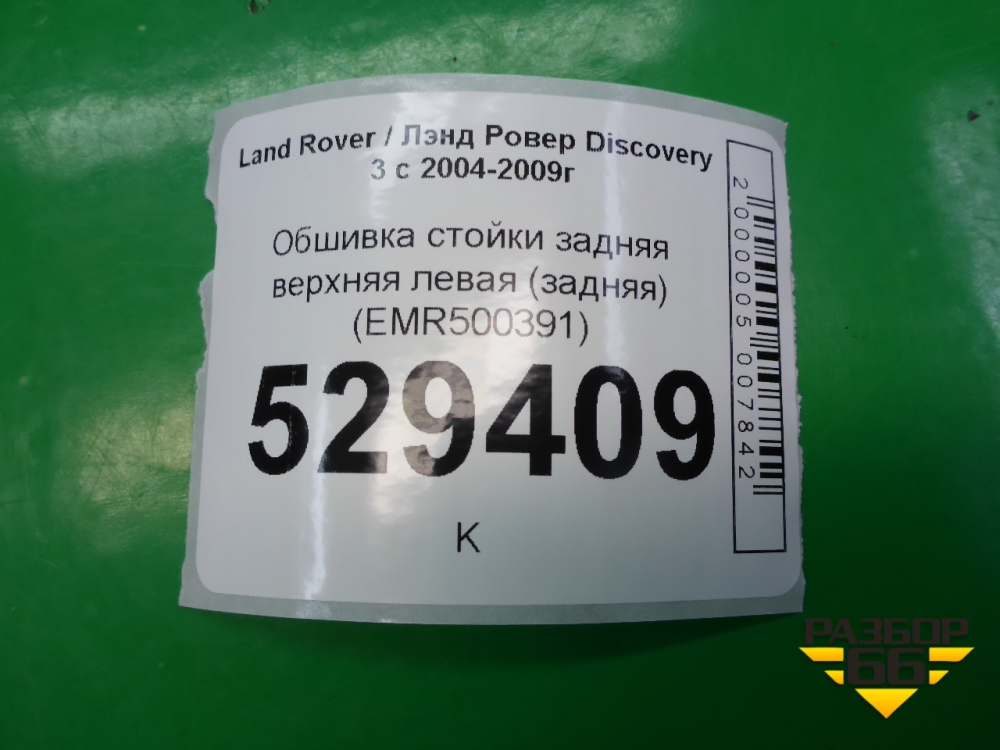 Land Rover / Лэнд Ровер Discovery
3 с 2004-2009г
Обшивка стойки задняя
верхняя левая (задняя)
(EMR500391)
529409
К
2000005007842
РАЗБОР
66